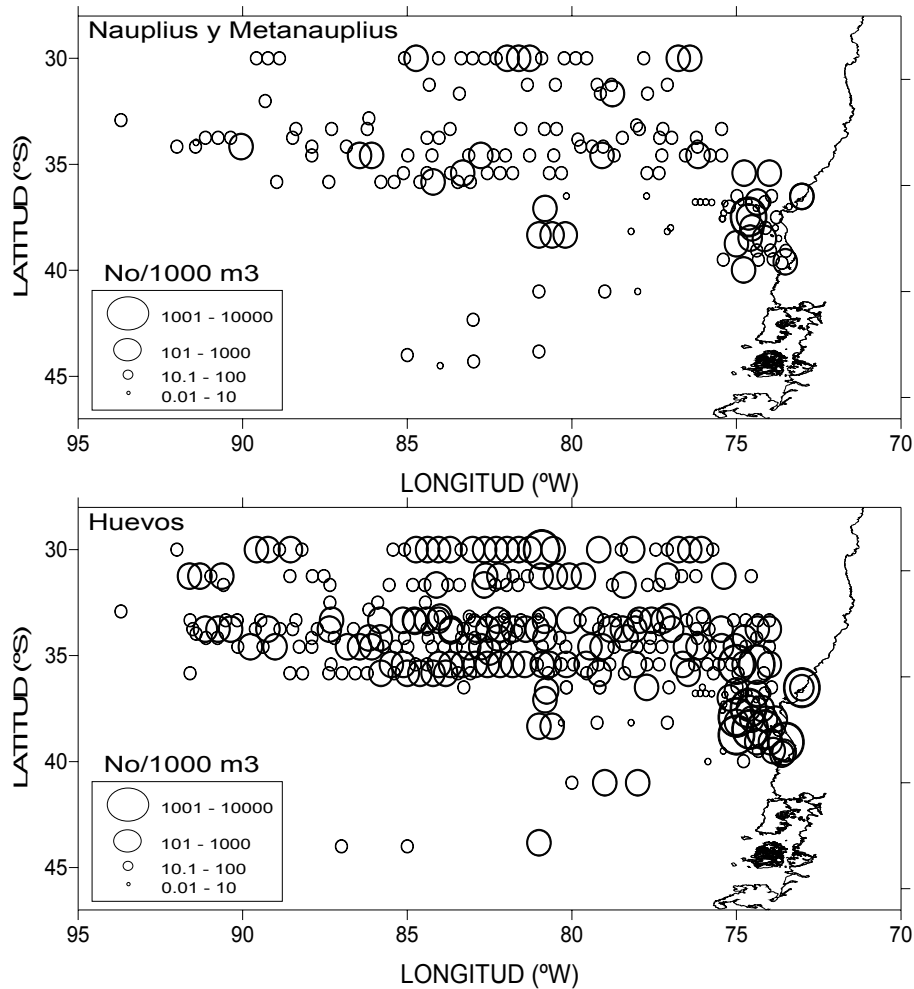 Nauplius y Metanauplius
30
35
40
45
LATITUD (ºS)
No/1000 m3
1001 - 10000
101 - 1000
10.1 - 100
0.01 - 10
95 90 85 80 75 70
LONGITUD (ºW)
Huevos
30
35
40
45
LATITUD (ºS)
No/1000 m3
1001 - 10000
101 - 1000
10.1 - 100
0.01 - 10
95 90 85 80 75 70
LONGITUD (ºW)